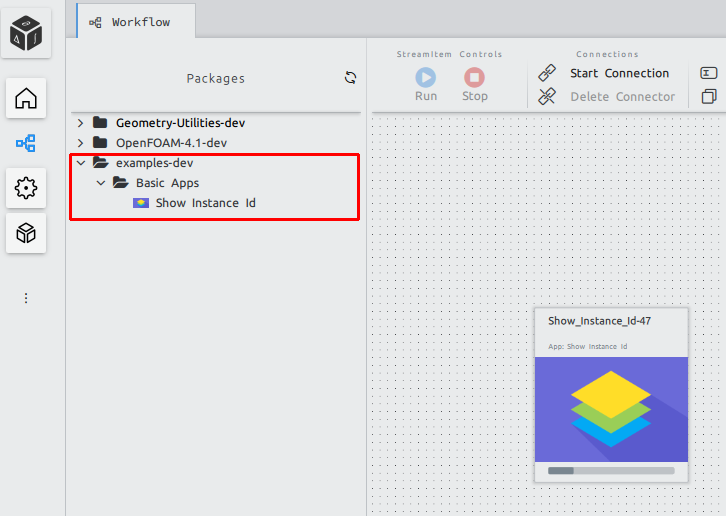 Workflow
Packages
Geometry-Utilities-dev
OpenFOAM-4.1-dev
examples-dev
Basic Apps
Show Instance Id
StreamItem Controls
Run
Stop
Connections
Start Connection
Delete Connector
Show_Instance_Id-47
App: Show Instance Id